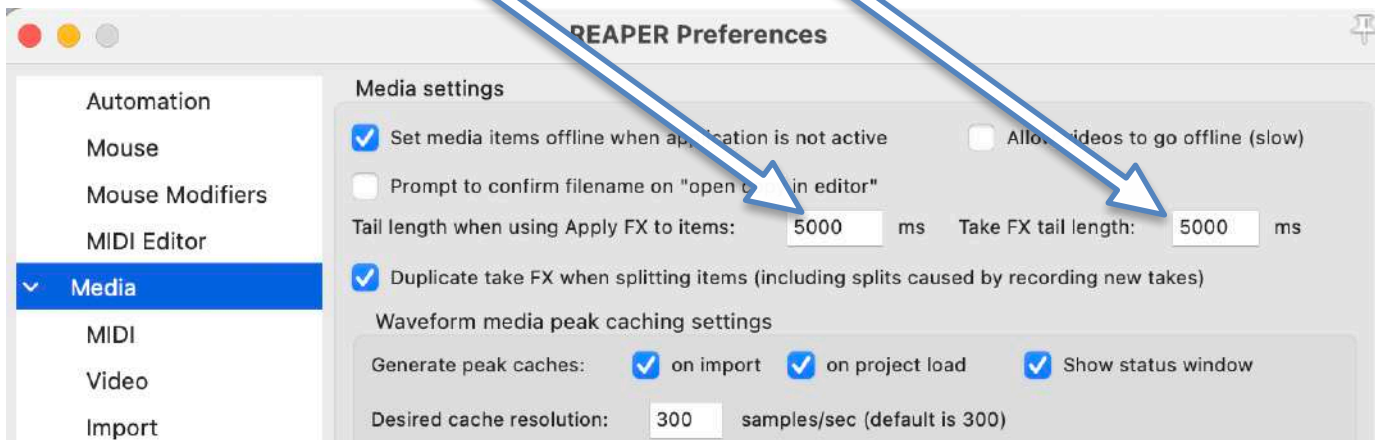 REAPER Preferences
Automation
Mouse
Mouse Modifiers
MIDI Editor
Media
MIDI
Video
Import
Media settings
Set media items offline when application is not active Allow videos to go offline (slow)
Prompt to confirm filename on "open in editor"
Tail length when using Apply FX to items: 5000 ms Take FX tail length: 5000 ms
Duplicate take FX when splitting items (including splits caused by recording new takes)
Waveform media peak caching settings
Generate peak caches: on import on project load Show status window
Desired cache resolution: 300 samples/sec (default is 300)